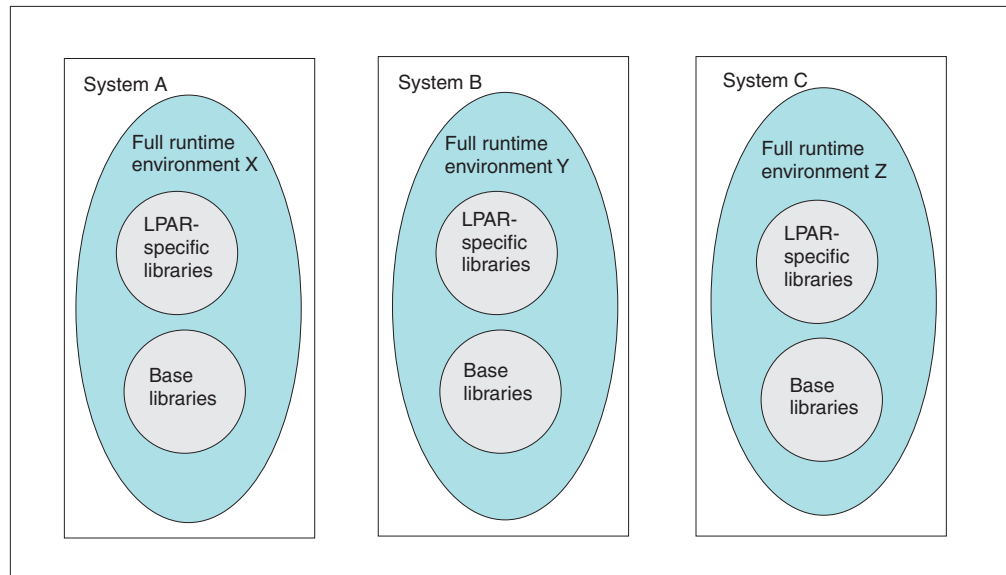 System A
Full runtime
environment X
LPAR-
specific
libraries
Base
libraries
System B
Full runtime
environment Y
LPAR-
specific
libraries
Base
libraries
System C
Full runtime
environment Z
LPAR-
specific
libraries
Base
libraries